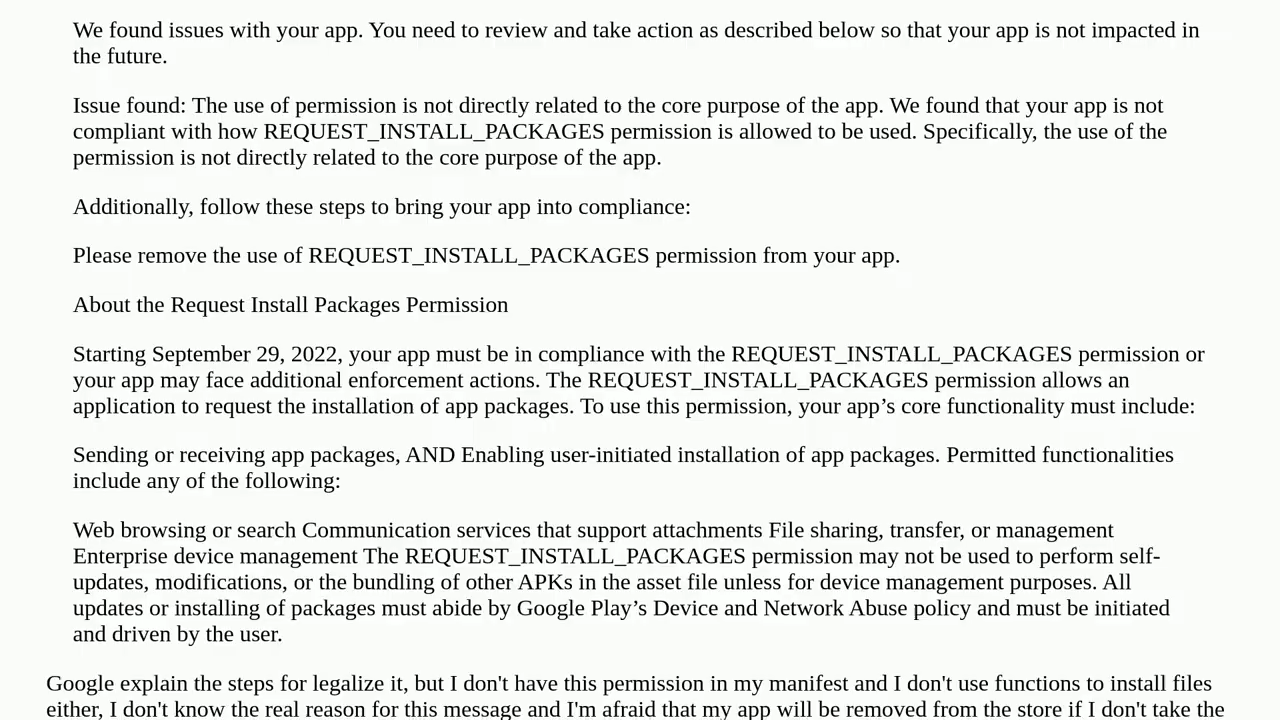 We found issues with your app. You need to review and take action as described below so that your app is not impacted in
the future.
Issue found: The use of permission is not directly related to the core purpose of the app. We found that your app is not
compliant with how REQUEST_INSTALL_PACKAGES permission is allowed to be used. Specifically, the use of the
permission is not directly related to the core purpose of the app.
Additionally, follow these steps to bring your app into compliance:
Please remove the use of REQUEST_INSTALL_PACKAGES permission from your app.
About the Request Install Packages Permission
Starting September 29, 2022, your app must be in compliance with the REQUEST_INSTALL_PACKAGES permission or
your app may face additional enforcement actions. The REQUEST_INSTALL_PACKAGES permission allows an
application to request the installation of app packages. To use this permission, your app’s core functionality must include:
Sending or receiving app packages, AND Enabling user-initiated installation of app packages. Permitted functionalities
include any of the following:
Web browsing or search Communication services that support attachments File sharing, transfer, or management
Enterprise device management The REQUEST_INSTALL_PACKAGES permission may not be used to perform self-
updates, modifications, or the bundling of other APKs in the asset file unless for device management purposes. All
updates or installing of packages must abide by Google Play’s Device and Network Abuse policy and must be initiated
and driven by the user.
Google explain the steps for legalize it, but I don't have this permission in my manifest and I don't use functions to install files
either, I don't know the real reason for this message and I'm afraid that my app will be removed from the store if I don't take the